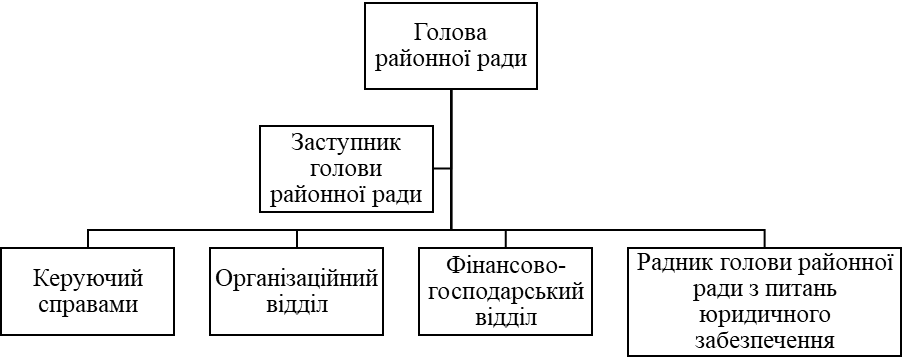 Голова
районної ради
Заступник
голови
районної ради
Керуючий
справами
Організаційний
відділ
Фінансово-
господарський
відділ
Радник голови районної
ради з питань
юридичного
забезпечення